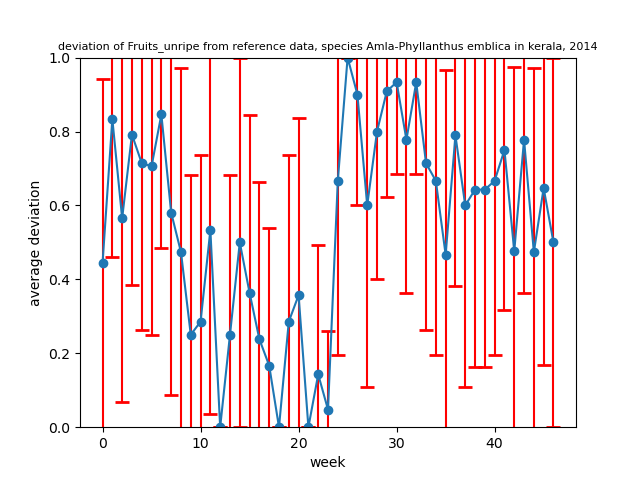 deviation of Fruits_unripe from reference data, species Amla-Phyllanthus emblica in kerala, 2014
1.0
0.8
0.6
0.4
0.2
0.0
average deviation
0 10 20 30 40
week